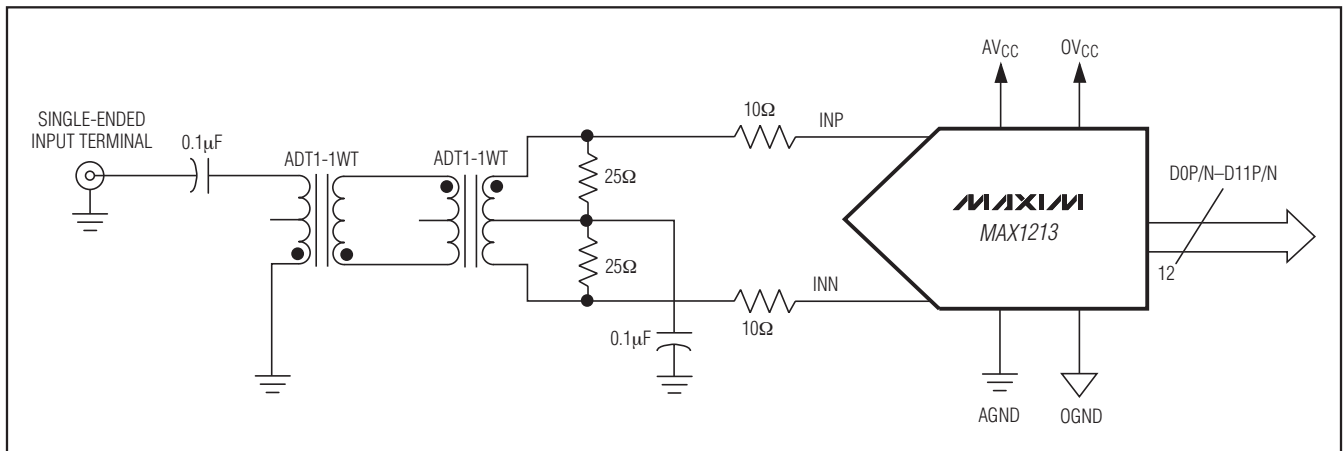 SINGLE-ENDED
INPUT TERMINAL
0.1μF
ADT1-1WT
ADT1-1WT
25Ω
25Ω
0.1μF
10Ω
10Ω
INP
INN
AVCC
OVCC
MAXIM
MAX1213
D0P/N–D11P/N
12
AGND
OGND